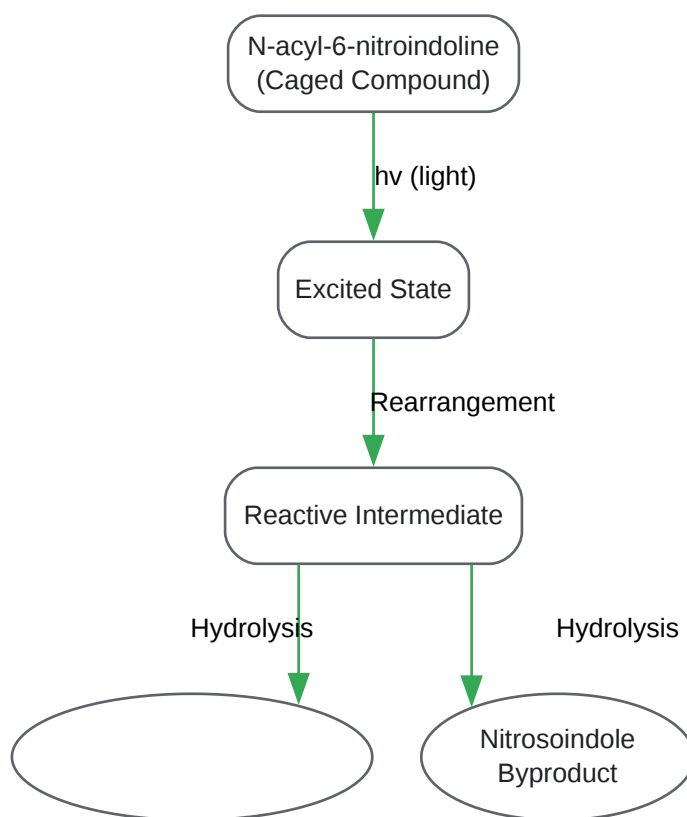 N-acyl-6-nitroindoline
(Caged Compound)
hv (light)
Excited State
Rearrangement
Reactive Intermediate
Hydrolysis
Hydrolysis
Nitrosoindole
Byproduct